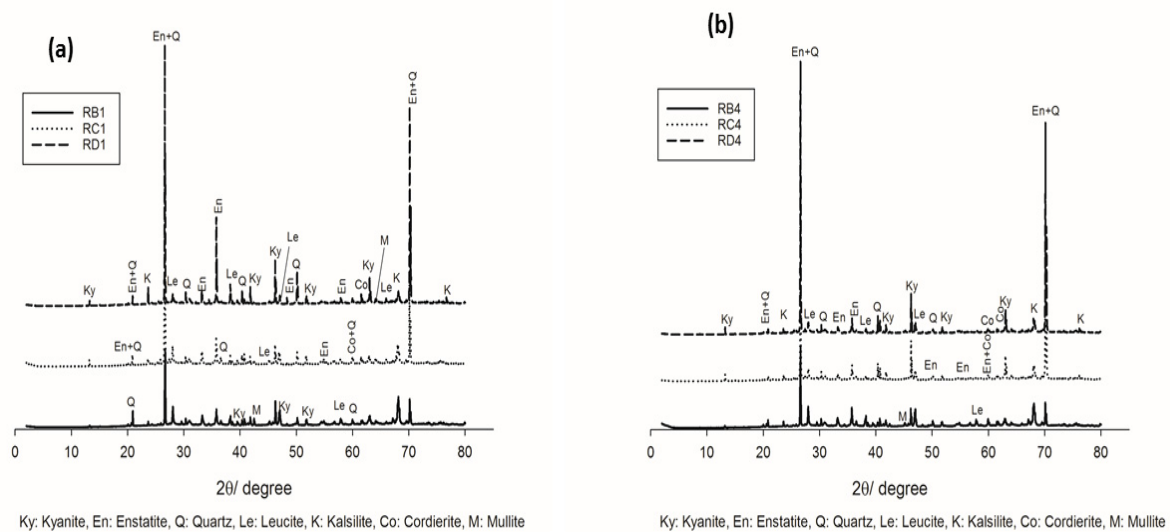 (a)
RB1
RC1
RD1
En+Q
En+Q
En
Ky
En+Q
K
Le
Q
En
Le
Q
Ky
Ky
Le
En
Q
Ky
En
Co
Ky
M
Le
K
K
En+Q
Q
Le
En
Co+Q
Q
Ky
M
Ky
Ky
Le
Q
0 10 20 30 40 50 60 70 80
2θ/ degree
Ky: Kyanite, En: Enstatite, Q: Quartz, Le: Leucite, K: Kalsilite, Co: Cordierite, M: Mullite
(b)
RB4
RC4
RD4
En+Q
En+Q
Ky
En+Q
K
Le
Q
En
En
Le
Q
Ky
Ky
Le
Q
Ky
Co
Co
Ky
K
K
En
En
En+Co
M
Le
0 10 20 30 40 50 60 70 80
2θ/ degree
Ky: Kyanite, En: Enstatite, Q: Quartz, Le: Leucite, K: Kalsilite, Co: Cordierite, M: Mullite